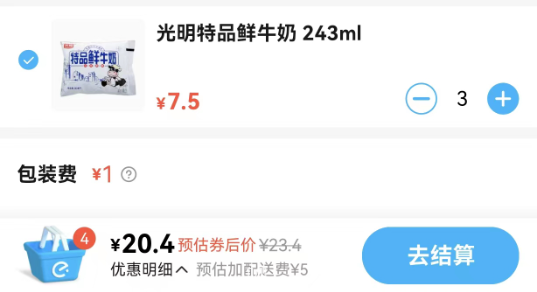 光明特品鲜牛奶 243ml
特品鲜牛奶
¥7.5
3
包装费 ¥1 ?
4
¥20.4 预估券后价 ¥23.4
优惠明细 预估加配送费¥5
去结算